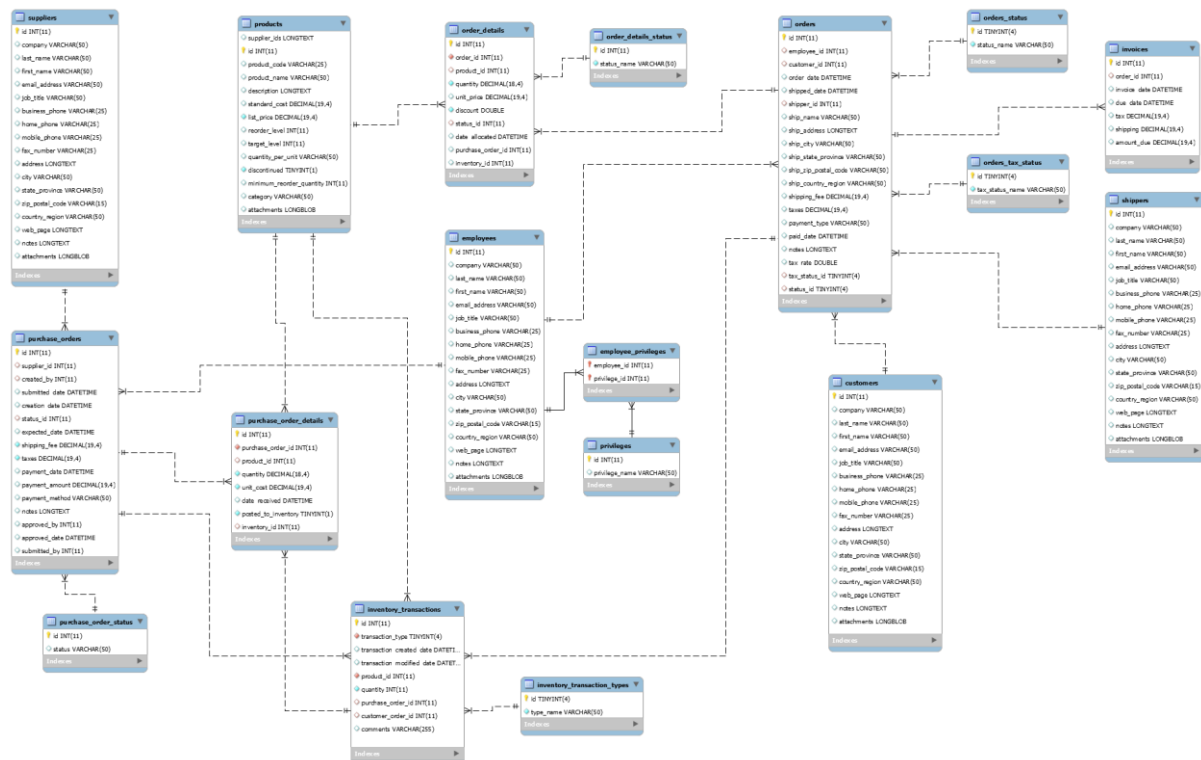 suppliers
id INT(11)
company VARCHAR(50)
last_name VARCHAR(50)
first_name VARCHAR(50)
email_address VARCHAR(50)
job_title VARCHAR(50)
business_phone VARCHAR(25)
home_phone VARCHAR(25)
mobile_phone VARCHAR(25)
fax_number VARCHAR(25)
address LONGTEXT
city VARCHAR(50)
state_province VARCHAR(50)
zip_postal_code VARCHAR(15)
country_region VARCHAR(50)
web_page LONGTEXT
notes LONGTEXT
attachments LONGBLOB
Indexes
products
supplier_ids LONGTEXT
id INT(11)
product_code VARCHAR(25)
product_name VARCHAR(50)
description LONGTEXT
standard_cost DECIMAL(19,4)
list_price DECIMAL(19,4)
reorder_level INT(11)
target_level INT(11)
quantity_per_unit VARCHAR(50)
discontinued TINYINT(1)
minimum_reorder_quantity INT(11)
category VARCHAR(50)
attachments LONGBLOB
Indexes
order_details
id INT(11)
order_id INT(11)
product_id INT(11)
quantity DECIMAL(18,4)
unit_price DECIMAL(19,4)
discount DOUBLE
status_id INT(11)
date_allocated DATETIME
purchase_order_id INT(11)
inventory_id INT(11)
Indexes
order_details_status
id INT(11)
status_name VARCHAR(50)
Indexes
orders
id INT(11)
employee_id INT(11)
customer_id INT(11)
order_date DATETIME
shipped_date DATETIME
shipper_id INT(11)
ship_name VARCHAR(50)
ship_address LONGTEXT
ship_city VARCHAR(50)
ship_state_province VARCHAR(50)
ship_zip_postal_code VARCHAR(50)
ship_country_region VARCHAR(50)
shipping_fee DECIMAL(19,4)
taxes DECIMAL(19,4)
payment_type VARCHAR(50)
paid_date DATETIME
notes LONGTEXT
tax_rate DOUBLE
tax_status_id TINYINT(4)
status_id TINYINT(4)
Indexes
orders_status
id TINYINT(4)
status_name VARCHAR(50)
Indexes
invoices
id INT(11)
order_id INT(11)
invoice_date DATETIME
due_date DATETIME
tax DECIMAL(19,4)
shipping DECIMAL(19,4)
amount_due DECIMAL(19,4)
Indexes
orders_tax_status
id TINYINT(4)
tax_status_name VARCHAR(50)
Indexes
shippers
id INT(11)
company VARCHAR(50)
last_name VARCHAR(50)
first_name VARCHAR(50)
email_address VARCHAR(50)
job_title VARCHAR(50)
business_phone VARCHAR(25)
home_phone VARCHAR(25)
mobile_phone VARCHAR(25)
fax_number VARCHAR(25)
address LONGTEXT
city VARCHAR(50)
state_province VARCHAR(50)
zip_postal_code VARCHAR(15)
country_region VARCHAR(50)
web_page LONGTEXT
notes LONGTEXT
attachments LONGBLOB
Indexes
employees
id INT(11)
company VARCHAR(50)
last_name VARCHAR(50)
first_name VARCHAR(50)
email_address VARCHAR(50)
job_title VARCHAR(50)
business_phone VARCHAR(25)
home_phone VARCHAR(25)
mobile_phone VARCHAR(25)
fax_number VARCHAR(25)
address LONGTEXT
city VARCHAR(50)
state_province VARCHAR(50)
zip_postal_code VARCHAR(15)
country_region VARCHAR(50)
web_page LONGTEXT
notes LONGTEXT
attachments LONGBLOB
Indexes
purchase_orders
id INT(11)
supplier_id INT(11)
created_by INT(11)
submitted_date DATETIME
creation_date DATETIME
status_id INT(11)
expected_date DATETIME
shipping_fee DECIMAL(19,4)
taxes DECIMAL(19,4)
payment_date DATETIME
payment_amount DECIMAL(19,4)
payment_method VARCHAR(50)
notes LONGTEXT
approved_by INT(11)
approved_date DATETIME
submitted_by INT(11)
Indexes
employee_privileges
employee_id INT(11)
privilege_id INT(11)
Indexes
privileges
id INT(11)
privilege_name VARCHAR(50)
Indexes
customers
id INT(11)
company VARCHAR(50)
last_name VARCHAR(50)
first_name VARCHAR(50)
email_address VARCHAR(50)
job_title VARCHAR(50)
business_phone VARCHAR(25)
home_phone VARCHAR(25)
mobile_phone VARCHAR(25)
fax_number VARCHAR(25)
address LONGTEXT
city VARCHAR(50)
state_province VARCHAR(50)
zip_postal_code VARCHAR(15)
country_region VARCHAR(50)
web_page LONGTEXT
notes LONGTEXT
attachments LONGBLOB
Indexes
purchase_order_details
id INT(11)
purchase_order_id INT(11)
product_id INT(11)
quantity DECIMAL(18,4)
unit_cost DECIMAL(19,4)
date_received DATETIME
posted_to_inventory TINYINT(1)
inventory_id INT(11)
Indexes
purchase_order_status
id INT(11)
status VARCHAR(50)
Indexes
inventory_transactions
id INT(11)
transaction_type TINYINT(4)
transaction_created_date DATETI...
transaction_modified_date DATET...
product_id INT(11)
quantity INT(11)
purchase_order_id INT(11)
customer_order_id INT(11)
comments VARCHAR(255)
Indexes
inventory_transaction_types
id TINYINT(4)
type_name VARCHAR(50)
Indexes